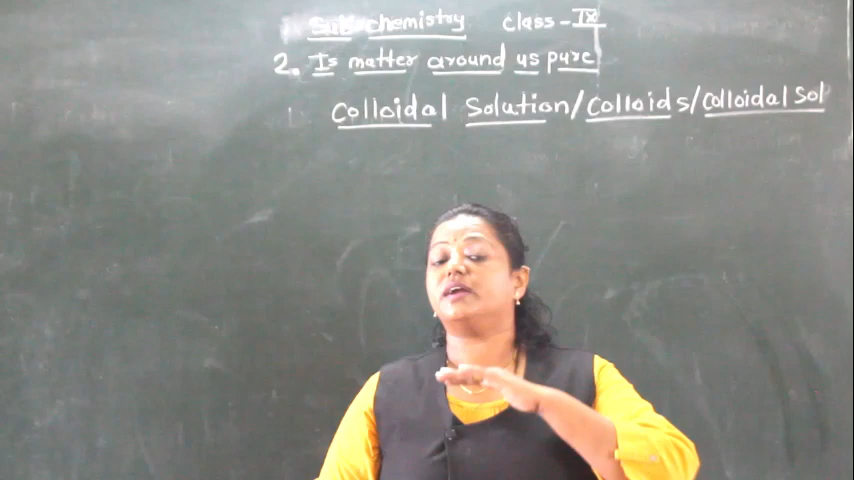 Sub chemistry class - IX
2. Is matter around us pure
Colloidal Solution/Colloids/Colloidal Sol